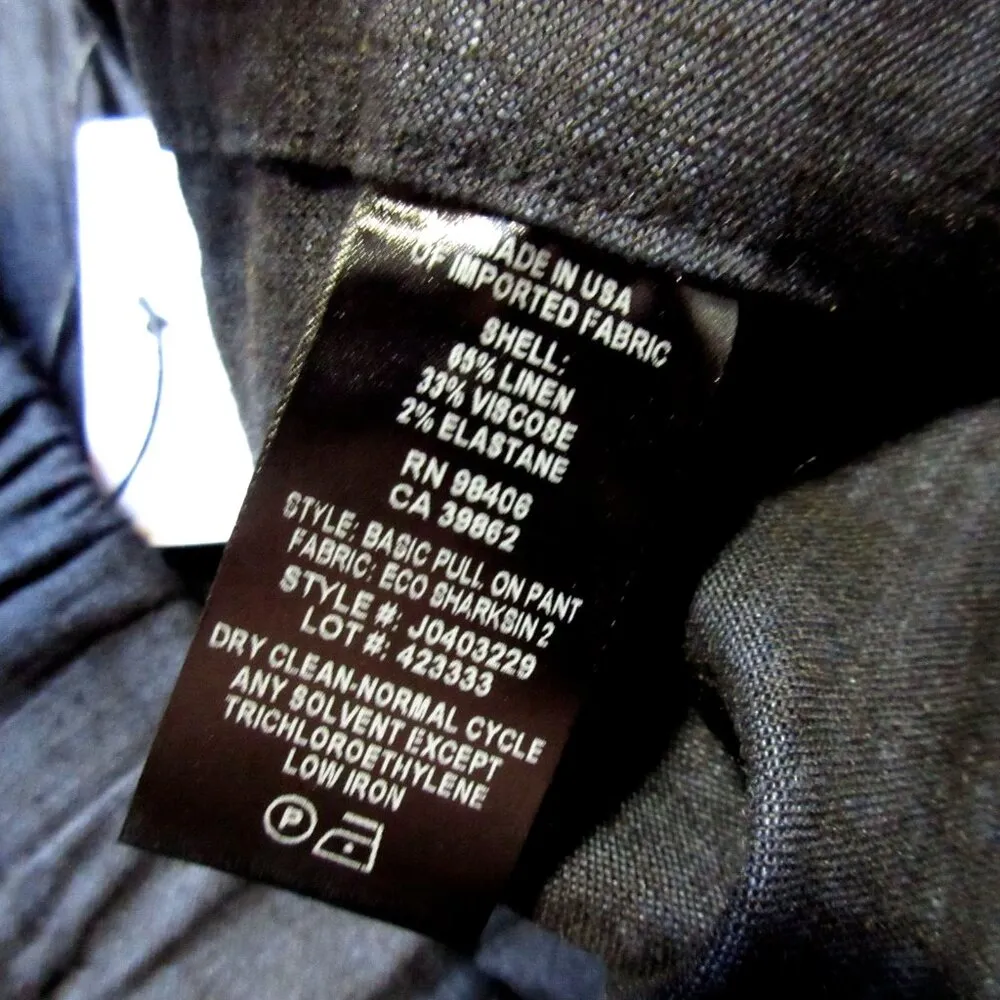 MADE IN USA
OF IMPORTED FABRIC
SHELL:
65% LINEN
33% VISCOSE
2% ELASTANE
RN 98406
CA 39862
STYLE: BASIC PULL ON PANT
FABRIC: ECO SHARKSIN 2
STYLE #: J0403229
LOT #: 423333
DRY CLEAN-NORMAL CYCLE
ANY SOLVENT EXCEPT
TRICHLOROETHYLENE
LOW IRON
P